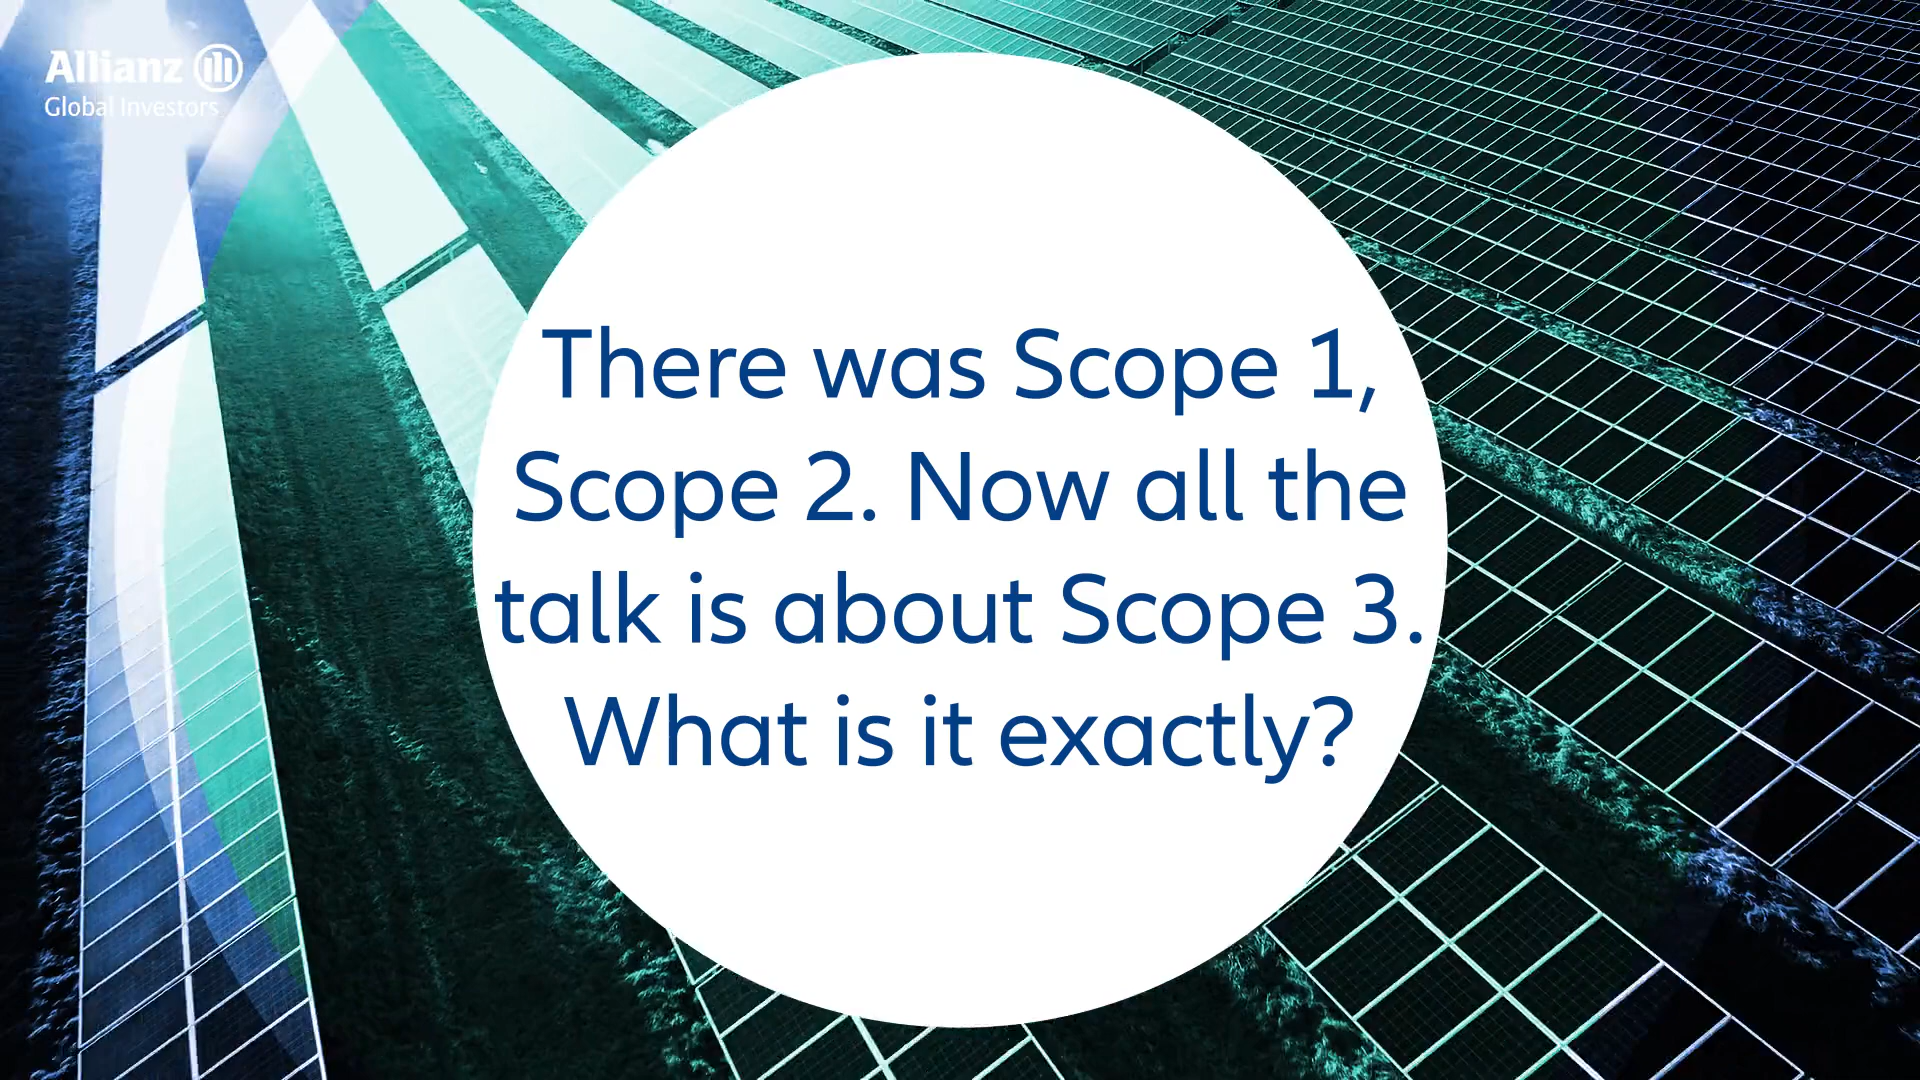 Allianz
Global Investors
There was Scope 1,
Scope 2. Now all the
talk is about Scope 3.
What is it exactly?